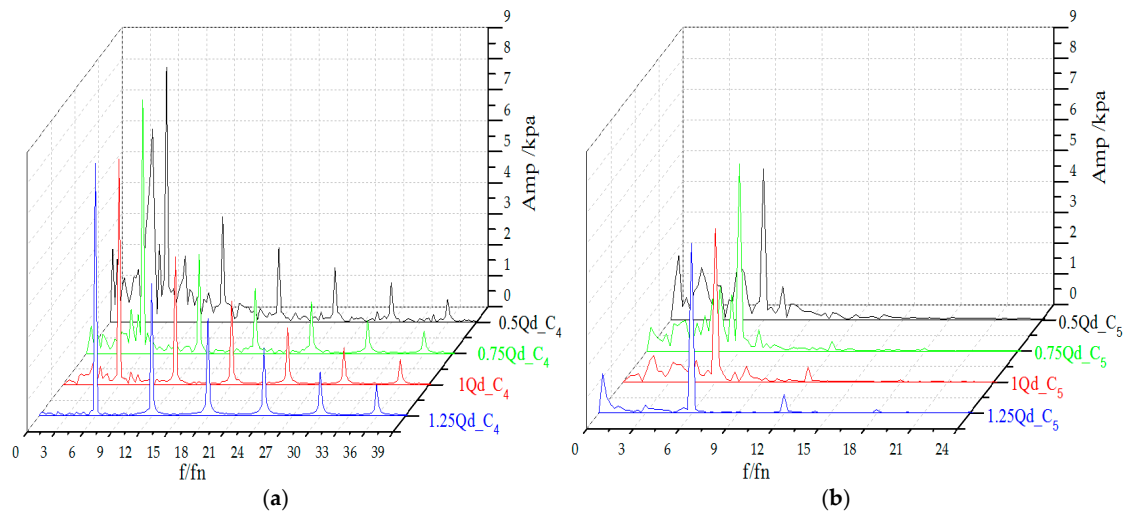 9
8
7
6
5
4
3
2
1
0
Amp /kpa
0.5Qd_C4
0.75Qd_C4
1Qd_C4
1.25Qd_C4
0 3 6 9 12 15 18 21 24 27 30 33 36 39
f/fn
(a)
9
8
7
6
5
4
3
2
1
0
Amp /kpa
0.5Qd_C5
0.75Qd_C5
1Qd_C5
1.25Qd_C5
0 3 6 9 12 15 18 21 24
f/fn
(b)